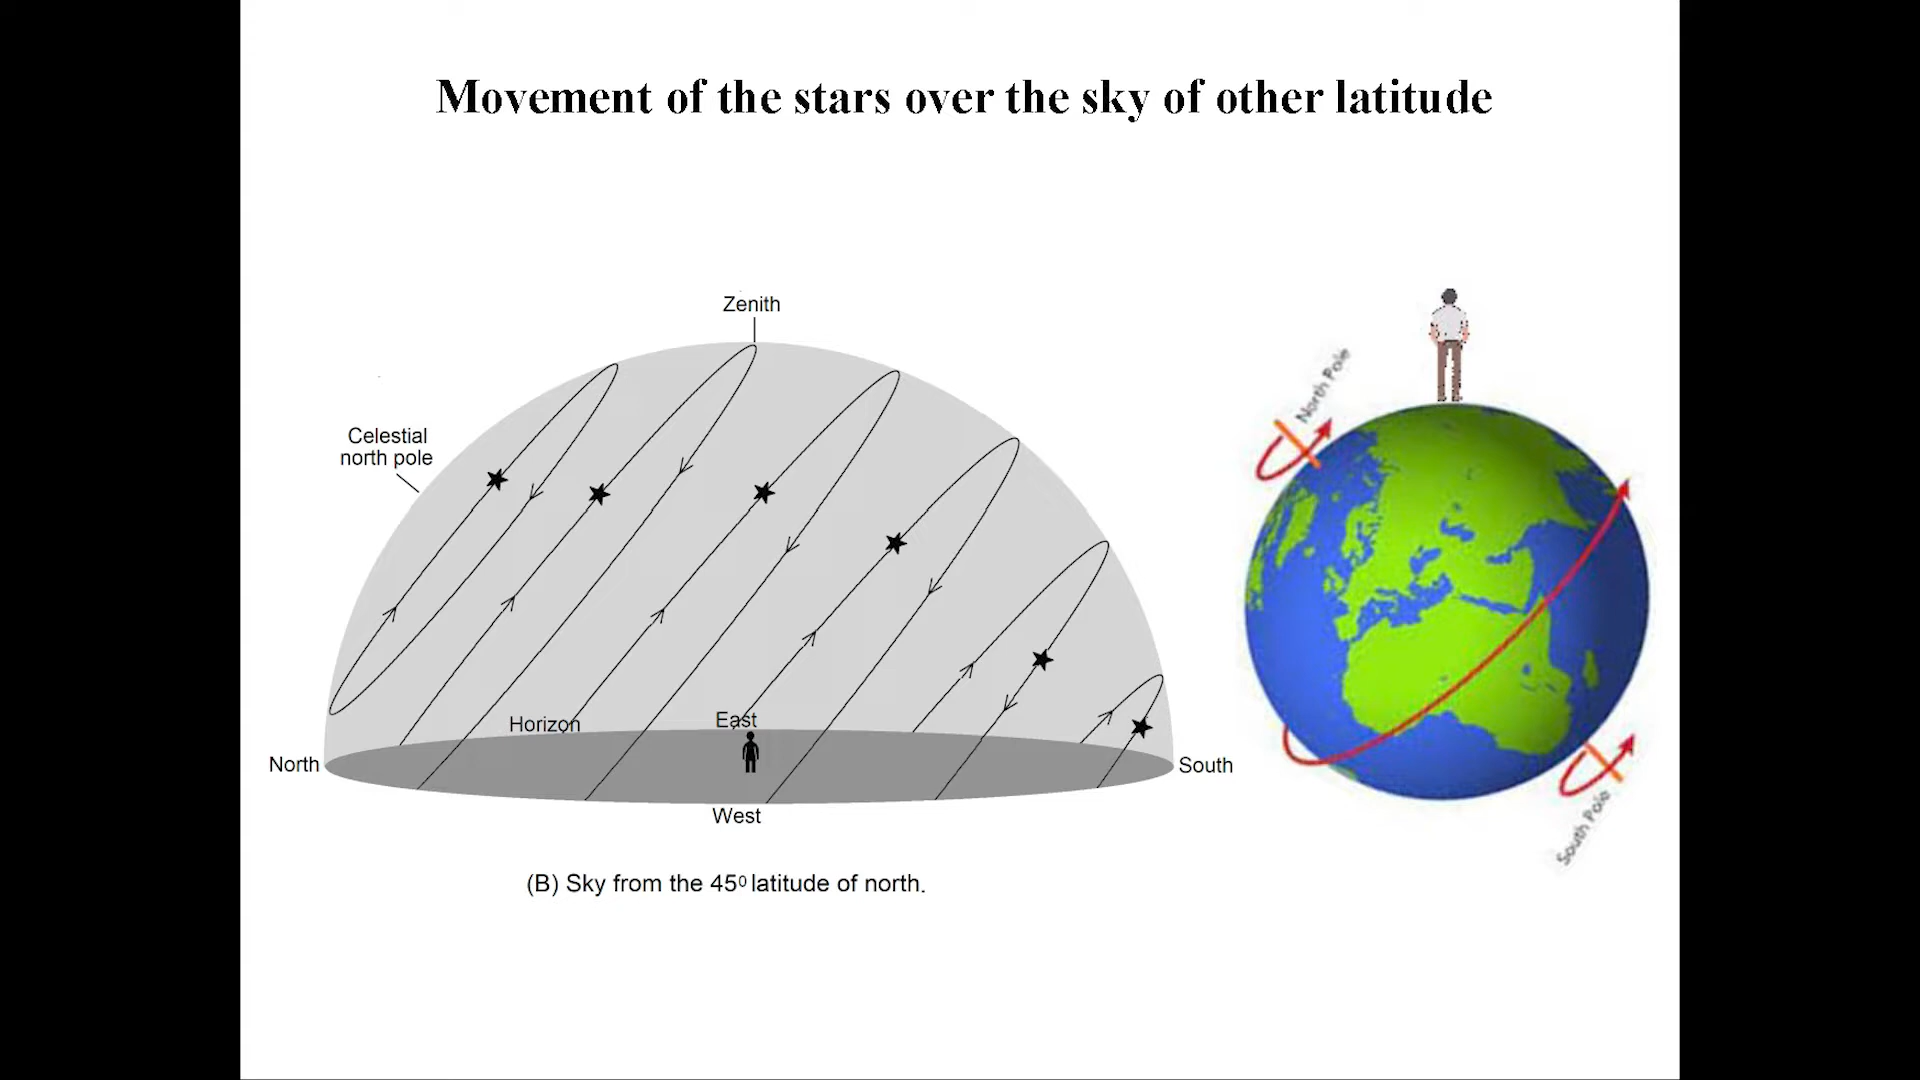 Movement of the stars over the sky of other latitude
Zenith
Celestial
north pole
North Pole
Horizon
East
North
South
West
South Pole
(B) Sky from the 45⁰ latitude of north.